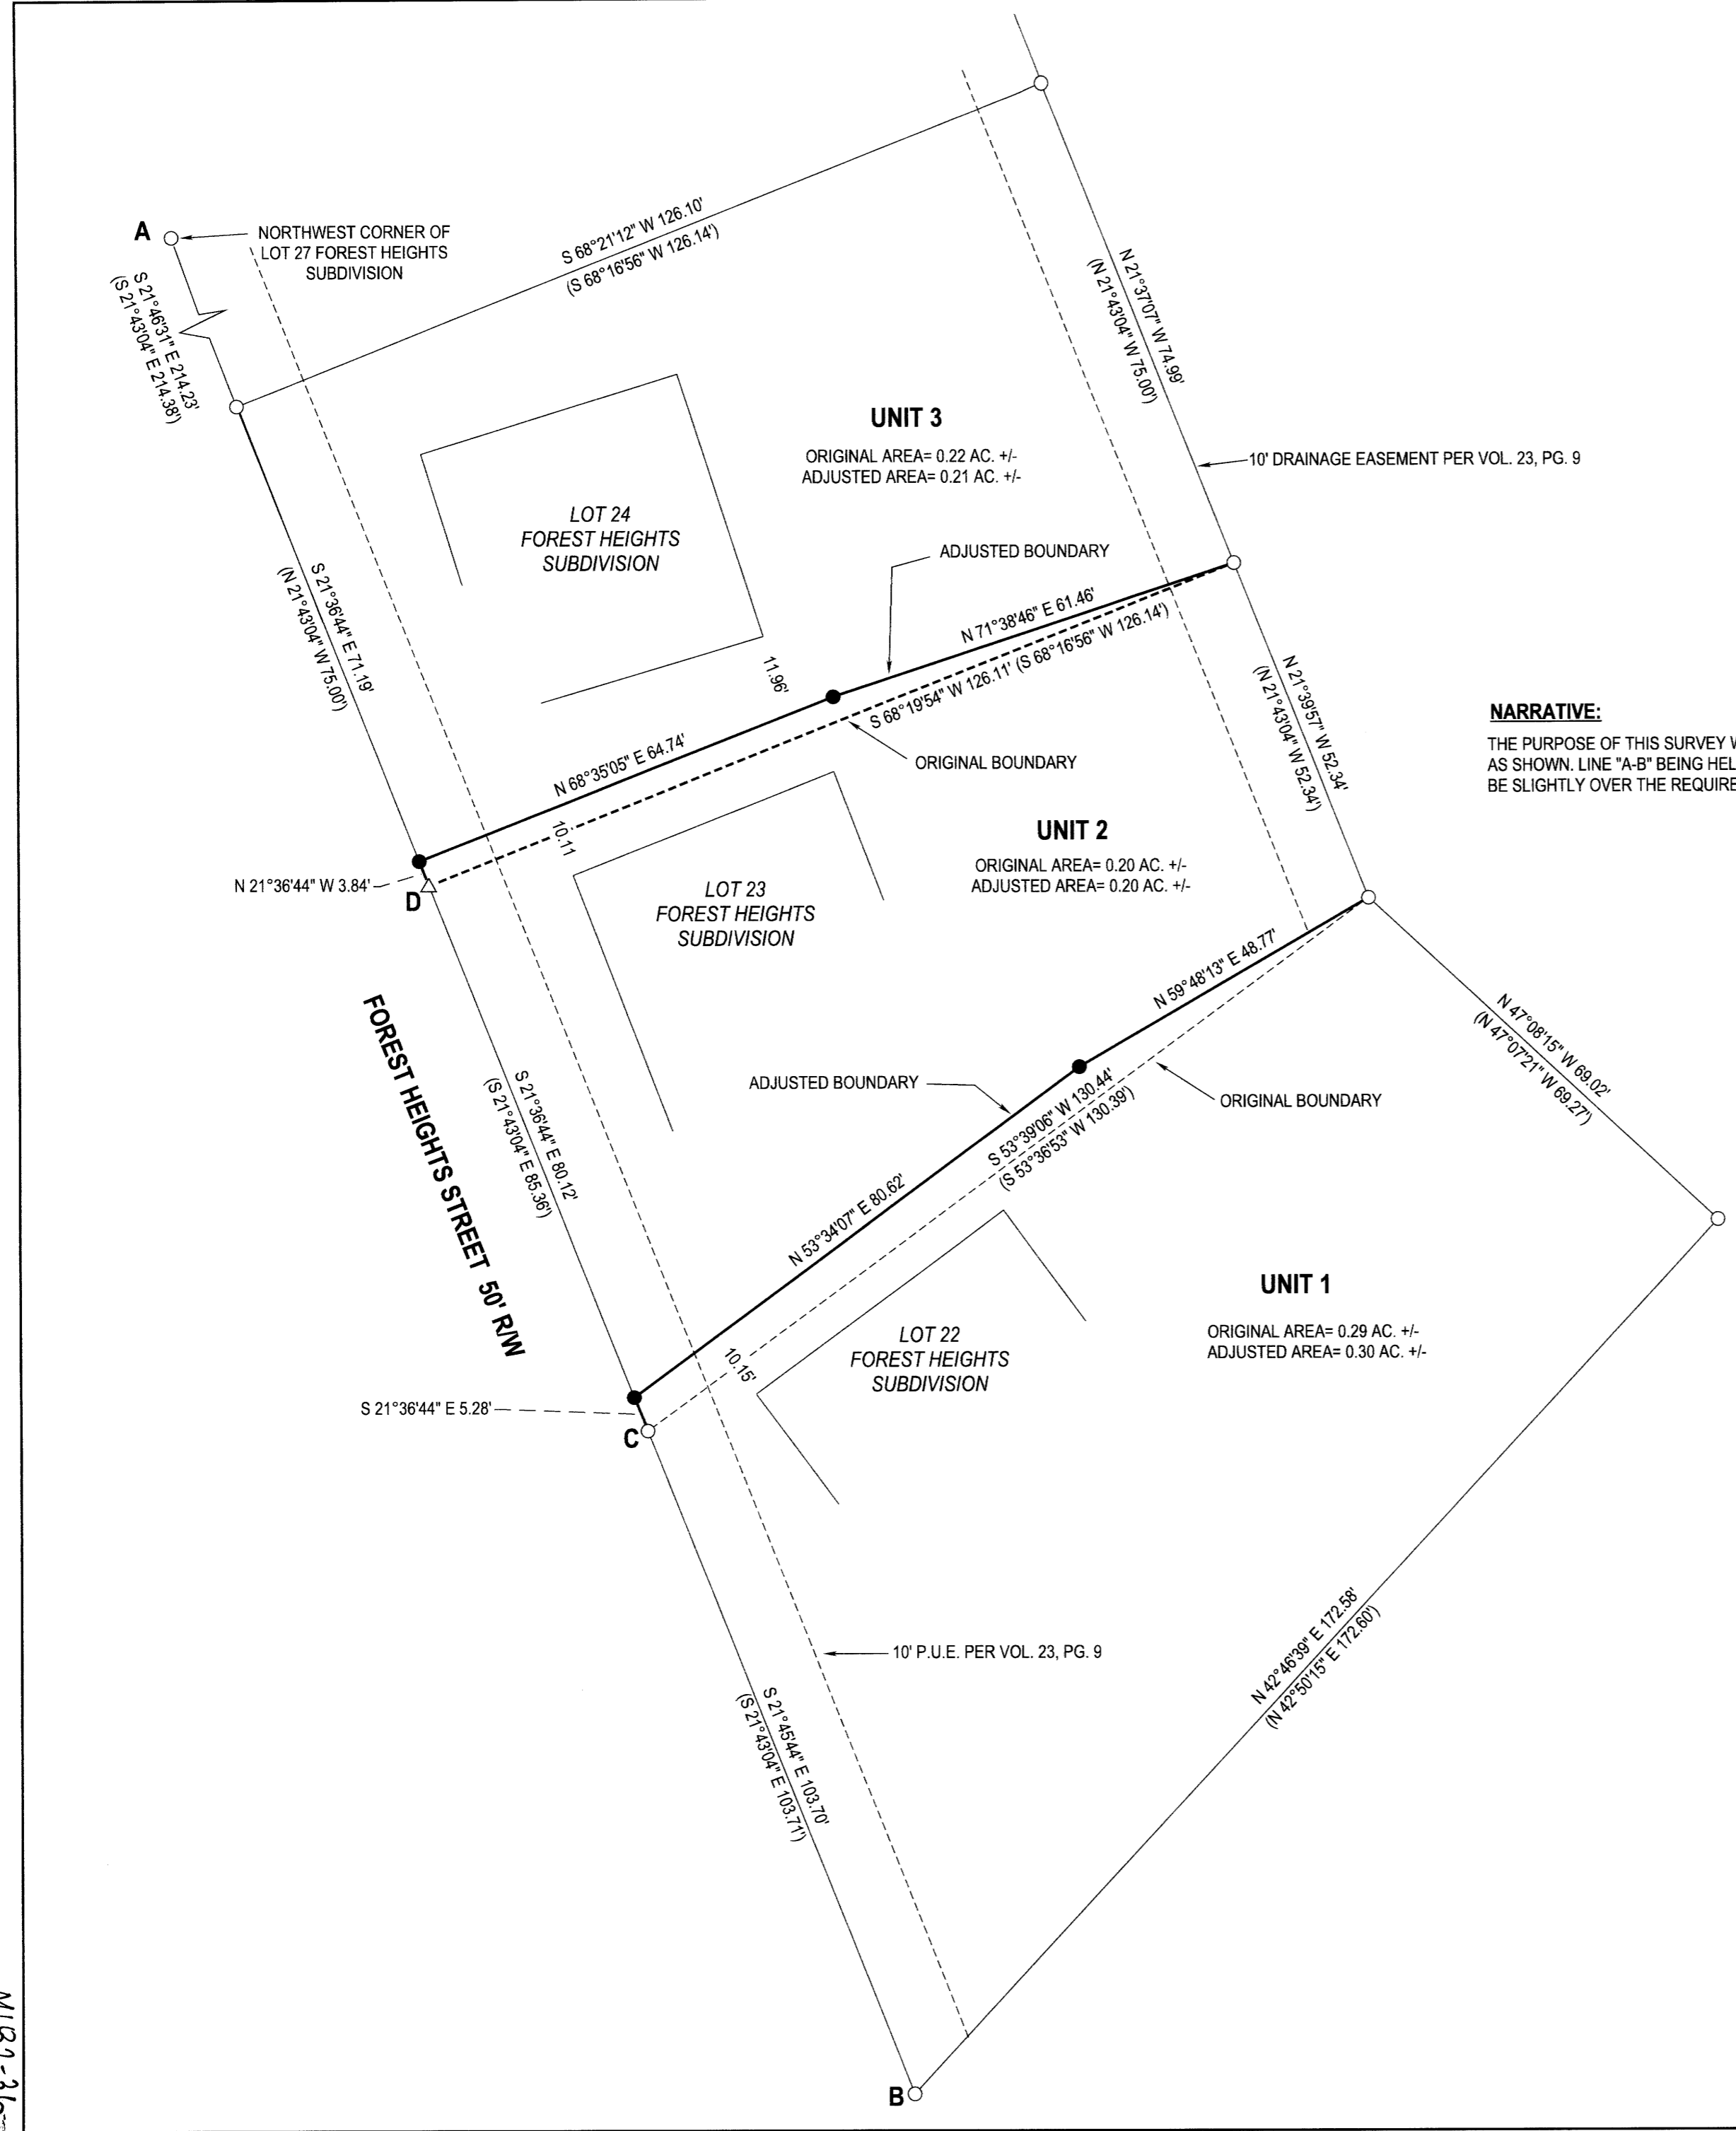 A
NORTHWEST CORNER OF
LOT 27 FOREST HEIGHTS
SUBDIVISION
S 21°46'31" E 214.23'
(S 21°43'04" E 214.38')
S 68°21'12" W 126.10'
(S 68°16'56" W 126.14')
N 21°37'07" W 74.99'
(N 21°43'04" W 75.00')
UNIT 3
ORIGINAL AREA= 0.22 AC. +/-
ADJUSTED AREA= 0.21 AC. +/-
10' DRAINAGE EASEMENT PER VOL. 23, PG. 9
LOT 24
FOREST HEIGHTS
SUBDIVISION
ADJUSTED BOUNDARY
S 21°36'44" E 71.19'
(N 21°43'04" W 75.00')
N 71°38'46" E 61.46'
11.96'
S 68°19'54" W 126.11' (S 68°16'56" W 126.14')
N 68°35'05" E 64.74'
ORIGINAL BOUNDARY
N 21°39'57" W 52.34'
(N 21°43'04" W 52.34')
NARRATIVE:
THE PURPOSE OF THIS SURVEY
AS SHOWN. LINE "A-B" BEING
BE SLIGHTLY OVER THE
10.11
UNIT 2
ORIGINAL AREA= 0.20 AC. +/-
ADJUSTED AREA= 0.20 AC. +/-
N 21°36'44" W 3.84'
D
LOT 23
FOREST HEIGHTS
SUBDIVISION
N 59°48'13" E 48.77'
FOREST HEIGHTS STREET 50' R/W
S 21°36'44" E 80.12'
(S 21°43'04" E 85.36')
ADJUSTED BOUNDARY
S 53°39'06" W 130.44'
(S 53°36'53" W 130.39')
ORIGINAL BOUNDARY
N 47°08'15" W 69.02'
(N 47°07'21" W 69.27')
N 53°34'07" E 80.62'
UNIT 1
ORIGINAL AREA= 0.29 AC. +/-
ADJUSTED AREA= 0.30 AC. +/-
LOT 22
FOREST HEIGHTS
SUBDIVISION
10.15'
S 21°36'44" E 5.28'
C
10' P.U.E. PER VOL. 23, PG. 9
N 42°46'39" E 172.58'
(N 42°50'15" E 172.60')
S 21°45'44" E 103.70'
(S 21°43'04" E 103.71')
B